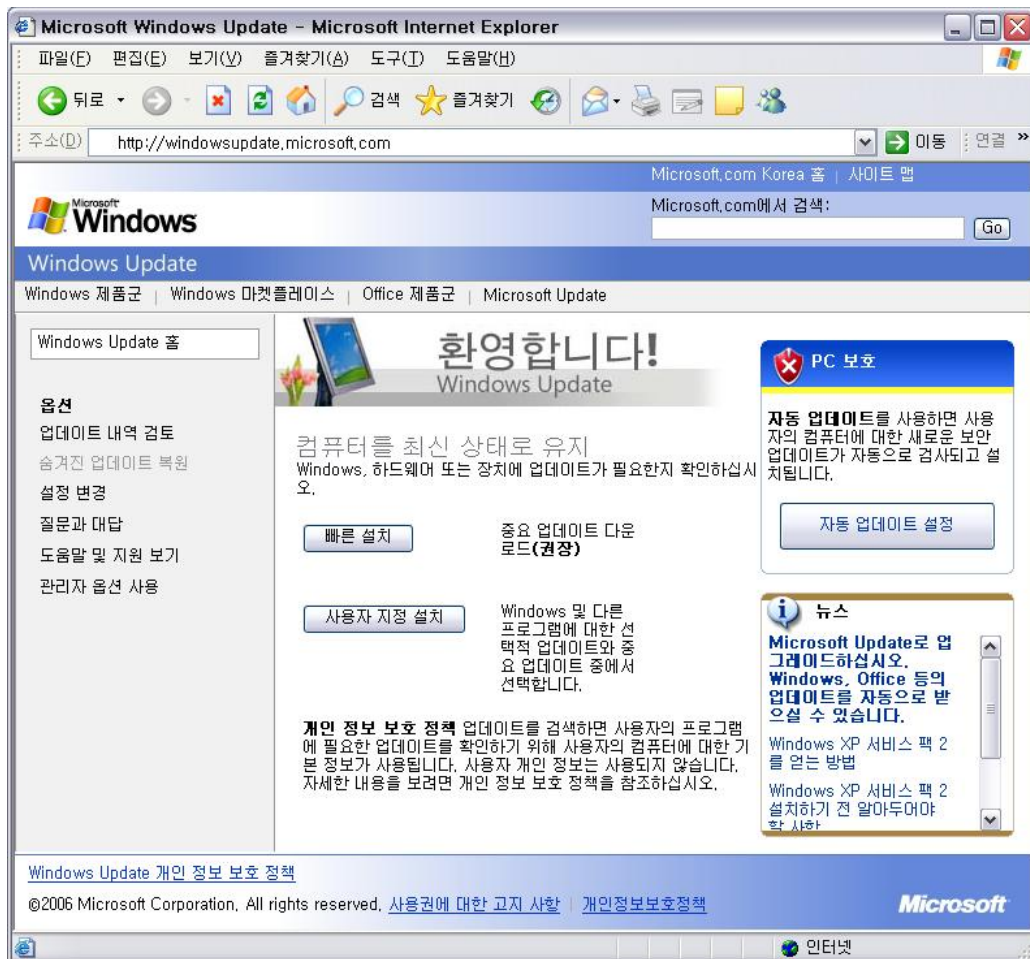 Microsoft Windows Update - Microsoft Internet Explorer
파일(F) 편집(E) 보기(V) 즐겨찾기(A) 도구(T) 도움말(H)
뒤로 검색 즐겨찾기
주소(D) http://windowsupdate.microsoft.com 이동 연결 »
Microsoft.com Korea 홈 | 사이트 맵
Microsoft Windows
Microsoft.com에서 검색:
Go
Windows Update
Windows 제품군 | Windows 마켓플레이스 | Office 제품군 | Microsoft Update
Windows Update 홈
옵션
업데이트 내역 검토
숨겨진 업데이트 복원
설정 변경
질문과 대답
도움말 및 지원 보기
관리자 옵션 사용
환영합니다!
Windows Update
컴퓨터를 최신 상태로 유지
Windows, 하드웨어 또는 장치에 업데이트가 필요한지 확인하십시
오.
빠른 설치
중요 업데이트 다운
로드(권장)
사용자 지정 설치
Windows 및 다른
프로그램에 대한 선
택적 업데이트와 중
요 업데이트 중에서
선택합니다.
개인 정보 보호 정책 업데이트를 검색하면 사용자의 프로그램
에 필요한 업데이트를 확인하기 위해 사용자의 컴퓨터에 대한 기
본 정보가 사용됩니다. 사용자 개인 정보는 사용되지 않습니다.
자세한 내용을 보려면 개인 정보 보호 정책을 참조하십시오.
PC 보호
자동 업데이트를 사용하면 사용
자의 컴퓨터에 대한 새로운 보안
업데이트가 자동으로 검사되고 설
치됩니다.
자동 업데이트 설정
뉴스
Microsoft Update로 업
그레이드하십시오.
Windows, Office 등의
업데이트를 자동으로 받
으실 수 있습니다.
Windows XP 서비스 팩 2
를 얻는 방법
Windows XP 서비스 팩 2
설치하기 전 알아두어야
할 사항
Windows Update 개인 정보 보호 정책
©2006 Microsoft Corporation. All rights reserved. 사용권에 대한 고지 사항 | 개인정보보호정책
Microsoft
인터넷